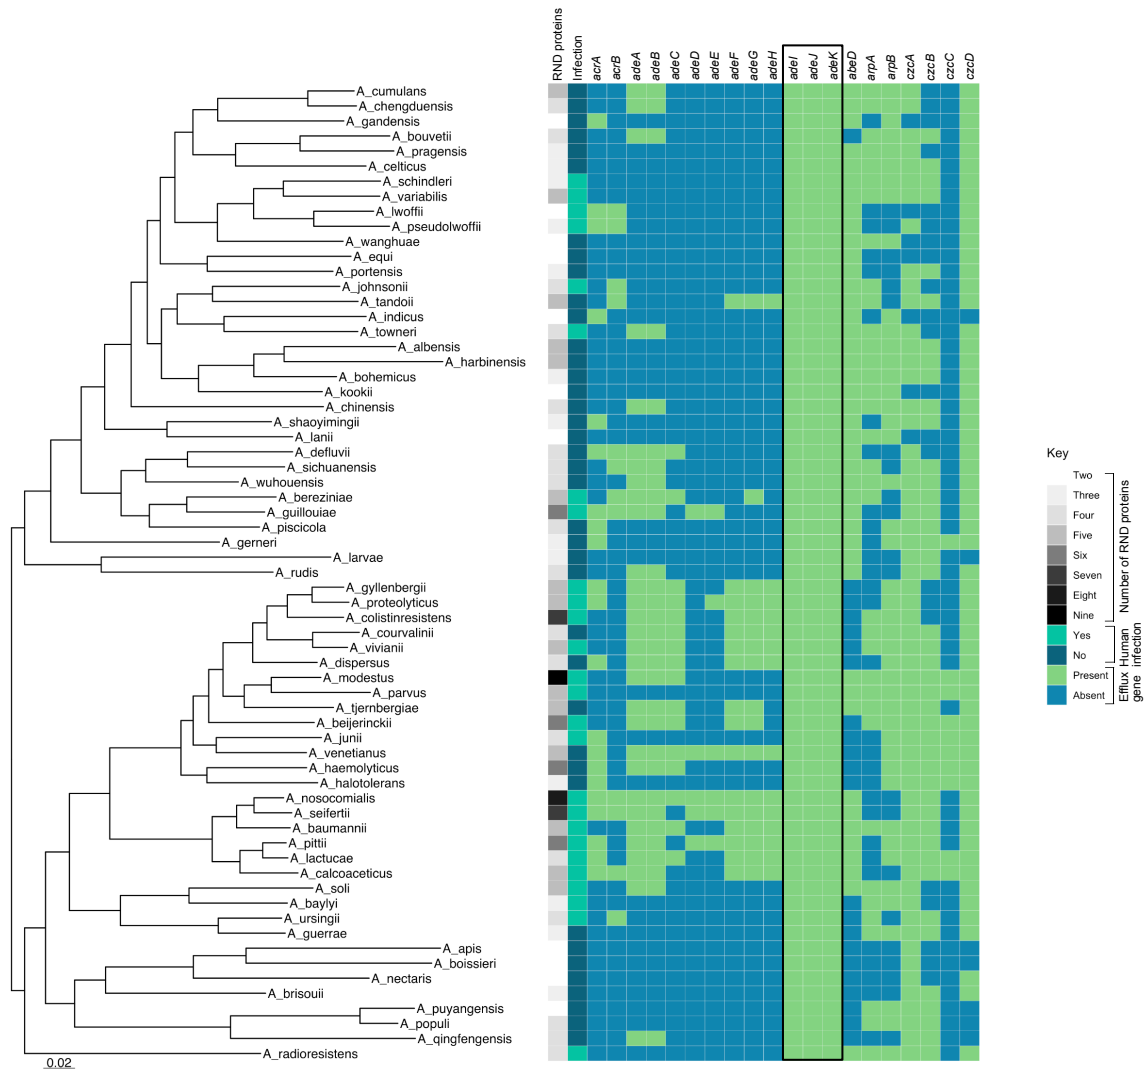 RND proteins
Infection
acrA
acrB
adeA
adeB
adeC
adeD
adeE
adeF
adeG
adeH
adeI
adeJ
adeK
abeD
arpA
arpB
czcA
czcB
czcC
czcD
A_cumulans
A_chengduensis
A_gandensis
A_bouvetii
A_pragensis
A_celticus
A_schindleri
A_variabilis
A_lwoffii
A_pseudolwoffii
A_wanghuae
A_equi
A_portensis
A_johnsonii
A_tandoii
A_indicus
A_towneri
A_albensis
A_harbinensis
A_bohemicus
A_kookii
A_chinensis
A_shaoyimingii
A_lanii
A_defluvii
A_sichuanensis
A_wuhouensis
A_bereziniae
A_guillouiae
A_piscicola
A_gerneri
A_larvae
A_rudis
A_gyllenbergii
A_proteolyticus
A_colistinresistens
A_courvalinii
A_vivianii
A_dispersus
A_modestus
A_parvus
A_tjernbergiae
A_beijerinckii
A_junii
A_venetianus
A_haemolyticus
A_halotolerans
A_nosocomialis
A_seifertii
A_baumannii
A_pittii
A_lactucae
A_calcoaceticus
A_soli
A_baylyi
A_ursingii
A_guerrae
A_apis
A_boissieri
A_nectaris
A_brisouii
A_puyangensis
A_populi
A_qingfengensis
A_radioresistens
0.02
Key
Two
Three
Four
Five
Six
Seven
Eight
Nine
Number of RND proteins
Yes
No
Human
infection
Present
Absent
Efflux
gene